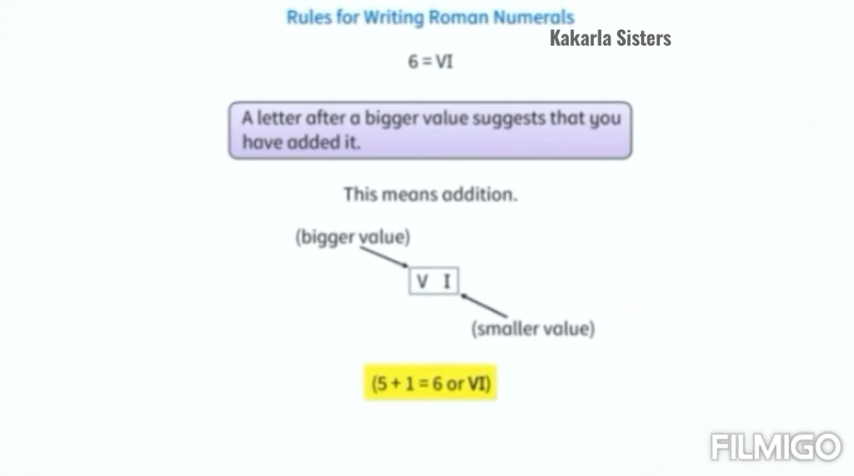 Rules for Writing Roman Numerals
Kakarla Sisters
6 = VI
A letter after a bigger value suggests that you
have added it.
This means addition.
(bigger value)
V I
(smaller value)
(5 + 1 = 6 or VI)
FILMIGO